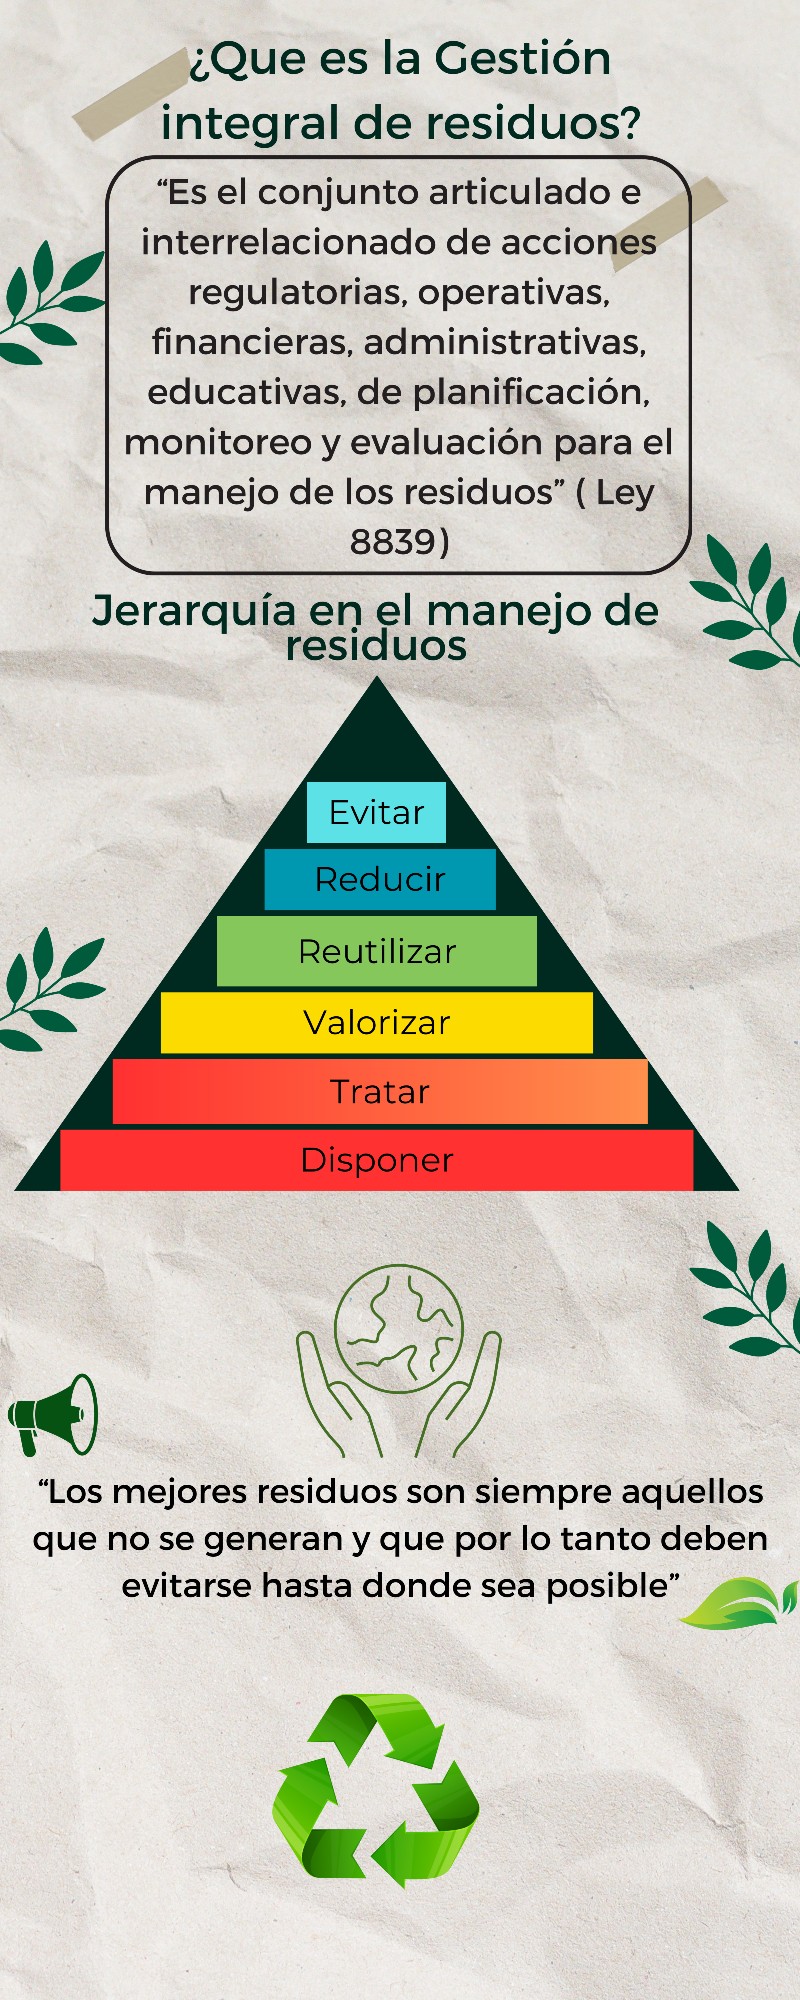 ¿Que es la Gestión
integral de residuos?
“Es el conjunto articulado e
interrelacionado de acciones
regulatorias, operativas,
financieras, administrativas,
educativas, de planificación,
monitoreo y evaluación para el
manejo de los residuos” ( Ley
8839)
Jerarquía en el manejo de
residuos
Evitar
Reducir
Reutilizar
Valorizar
Tratar
Disponer
“Los mejores residuos son siempre aquellos
que no se generan y que por lo tanto deben
evitarse hasta donde sea posible”